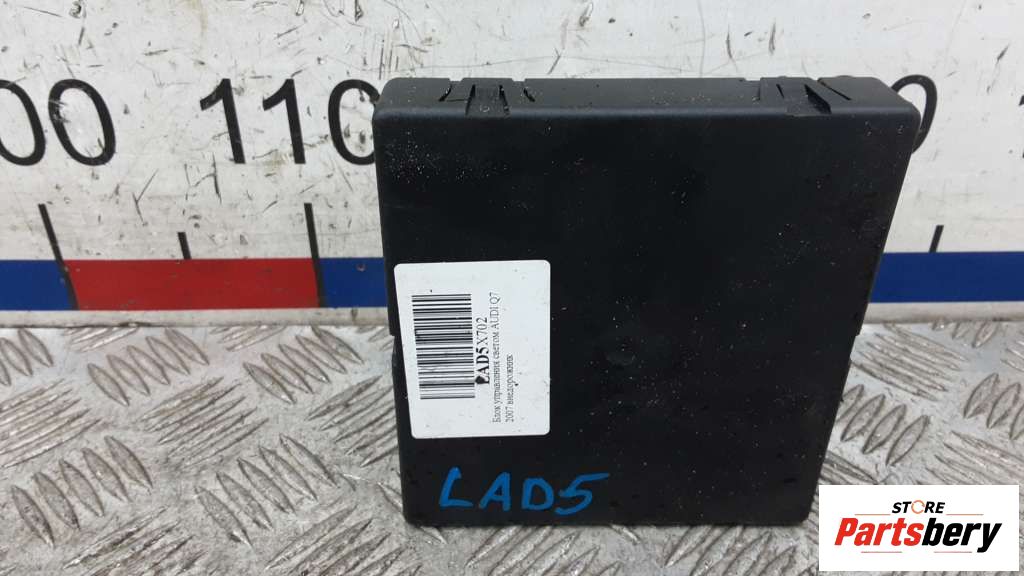 00 110
LAD5X702
Блок управления светом AUDI Q7
2007 внедорожник
LAD5
STORE
Partsbery